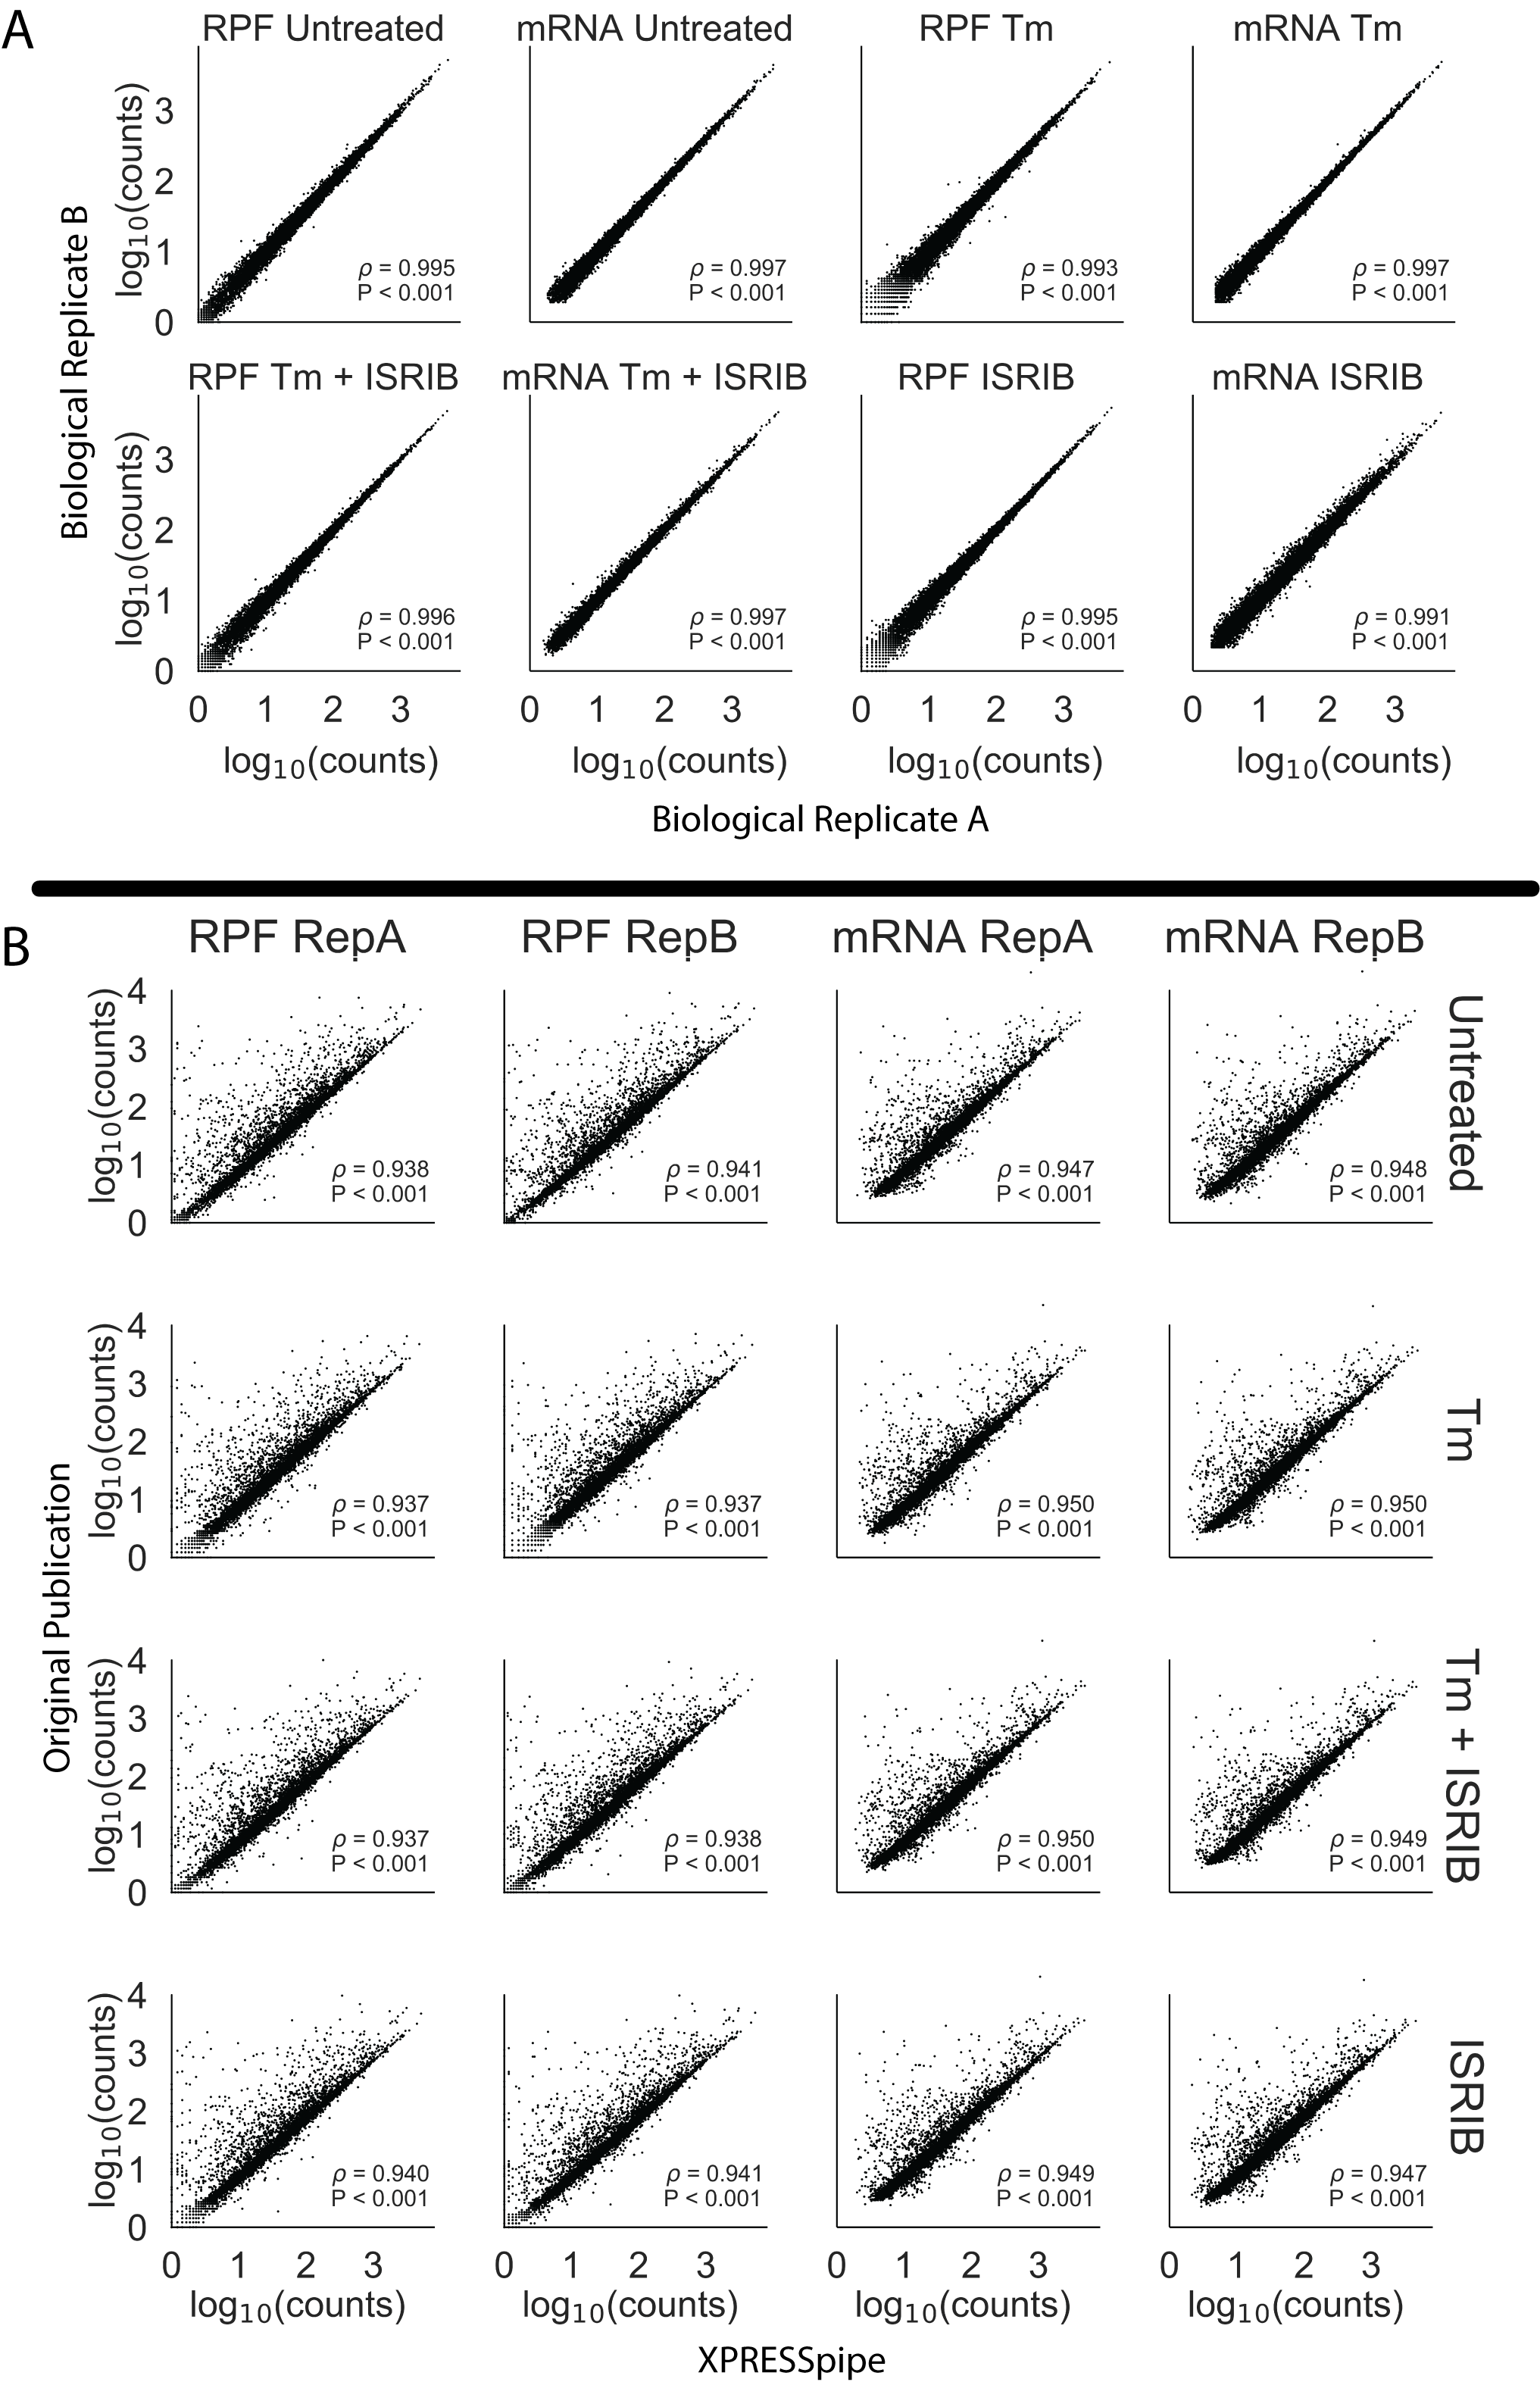 A
RPF Untreated
mRNA Untreated
RPF Tm
mRNA Tm
Biological Replicate B
log10(counts)
3
2
1
0
ρ = 0.995
P < 0.001
ρ = 0.997
P < 0.001
ρ = 0.993
P < 0.001
ρ = 0.997
P < 0.001
RPF Tm + ISRIB
mRNA Tm + ISRIB
RPF ISRIB
mRNA ISRIB
log10(counts)
3
2
1
0
ρ = 0.996
P < 0.001
ρ = 0.997
P < 0.001
ρ = 0.995
P < 0.001
ρ = 0.991
P < 0.001
0 1 2 3
0 1 2 3
0 1 2 3
0 1 2 3
log10(counts)
log10(counts)
log10(counts)
log10(counts)
Biological Replicate A
B
RPF RepA
RPF RepB
mRNA RepA
mRNA RepB
Original Publication
log10(counts)
4
3
2
1
0
ρ = 0.938
P < 0.001
ρ = 0.941
P < 0.001
ρ = 0.947
P < 0.001
ρ = 0.948
P < 0.001
Untreated
log10(counts)
4
3
2
1
0
ρ = 0.937
P < 0.001
ρ = 0.937
P < 0.001
ρ = 0.950
P < 0.001
ρ = 0.950
P < 0.001
Tm
log10(counts)
4
3
2
1
0
ρ = 0.937
P < 0.001
ρ = 0.938
P < 0.001
ρ = 0.950
P < 0.001
ρ = 0.949
P < 0.001
Tm + ISRIB
log10(counts)
4
3
2
1
0
ρ = 0.940
P < 0.001
ρ = 0.941
P < 0.001
ρ = 0.949
P < 0.001
ρ = 0.947
P < 0.001
ISRIB
0 1 2 3
0 1 2 3
0 1 2 3
0 1 2 3
log10(counts)
log10(counts)
log10(counts)
log10(counts)
XPRESSpipe